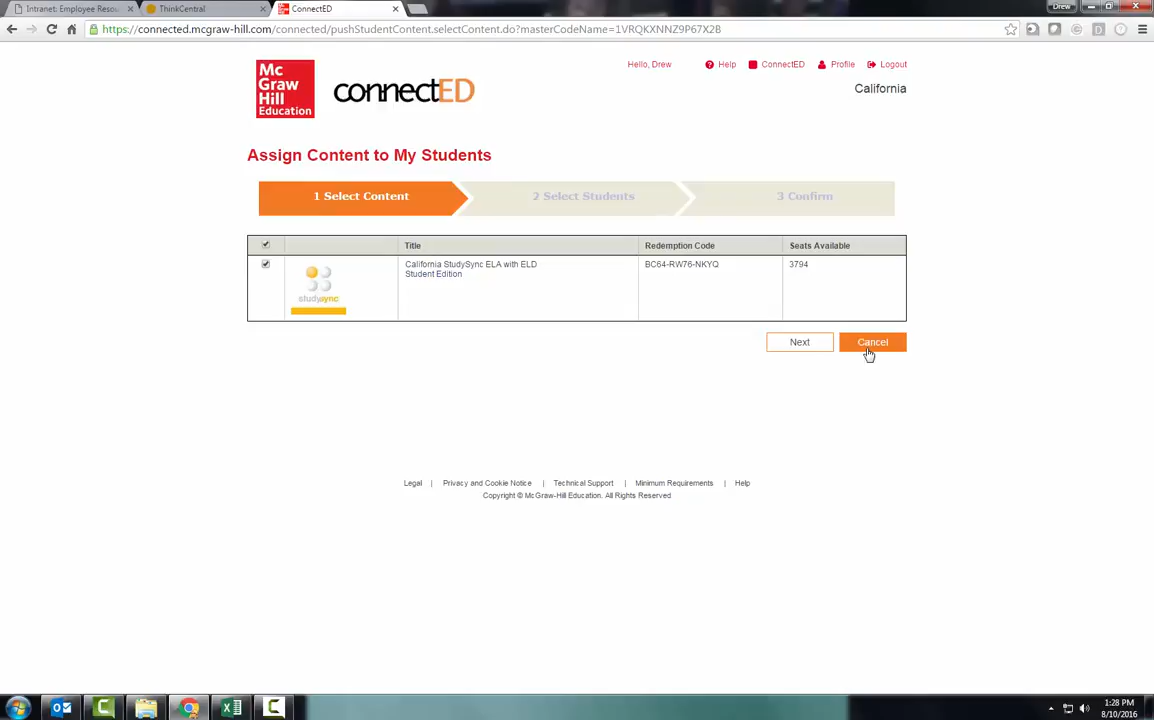 Intranet: Employee Resou
ThinkCentral
ConnectED
Drew
https://connected.mcgraw-hill.com/connected/pushStudentContent.selectContent.do?masterCodeName=1VRQKXNNZ9P67X2B
Hello, Drew
Help
ConnectED
Profile
Logout
Mc
Graw
Hill
Education
connectED
California
Assign Content to My Students
1 Select Content
2 Select Students
3 Confirm
Title
Redemption Code
Seats Available
studysync
California StudySync ELA with ELD
Student Edition
BC64-RW76-NKYQ
3794
Next
Cancel
Legal | Privacy and Cookie Notice | Technical Support | Minimum Requirements | Help
Copyright © McGraw-Hill Education. All Rights Reserved
1:28 PM
8/10/2016